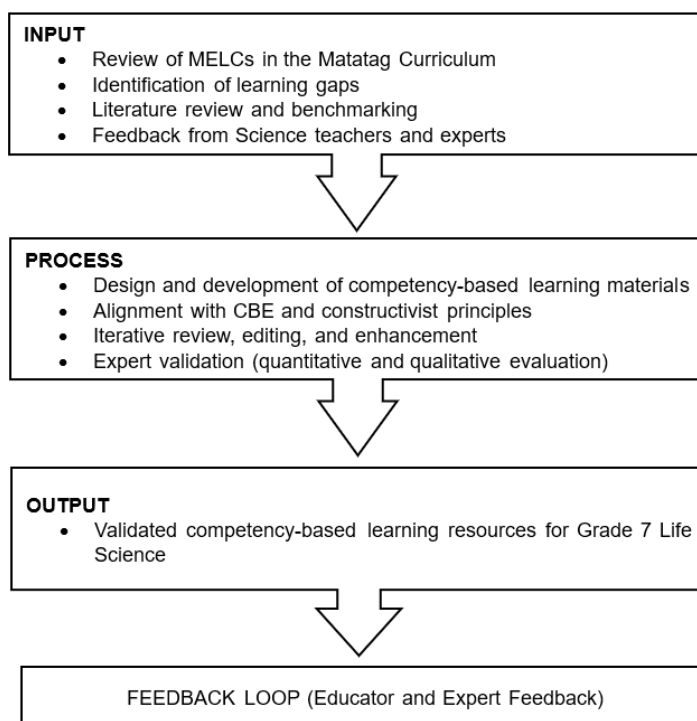 INPUT
• Review of MELCs in the Matatag Curriculum
• Identification of learning gaps
• Literature review and benchmarking
• Feedback from Science teachers and experts
PROCESS
• Design and development of competency-based learning materials
• Alignment with CBE and constructivist principles
• Iterative review, editing, and enhancement
• Expert validation (quantitative and qualitative evaluation)
OUTPUT
• Validated competency-based learning resources for Grade 7 Life
Science
FEEDBACK LOOP (Educator and Expert Feedback)